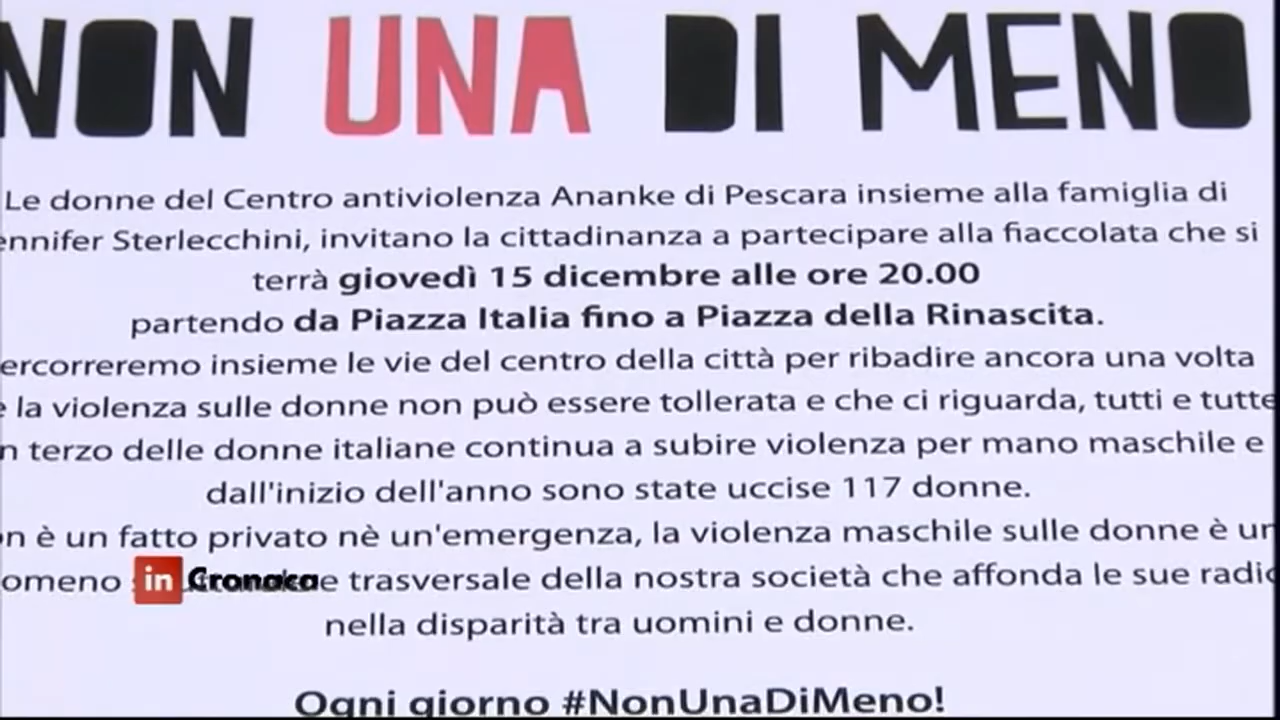 NON UNA DI MENO
Le donne del Centro antiviolenza Ananke di Pescara insieme alla famiglia di
ennifer Sterlecchini, invitano la cittadinanza a partecipare alla fiaccolata che si
terrà giovedì 15 dicembre alle ore 20.00
partendo da Piazza Italia fino a Piazza della Rinascita.
ercorreremo insieme le vie del centro della città per ribadire ancora una volta
e la violenza sulle donne non può essere tollerata e che ci riguarda, tutti e tutte
n terzo delle donne italiane continua a subire violenza per mano maschile e
dall'inizio dell'anno sono state uccise 117 donne.
on è un fatto privato nè un'emergenza, la violenza maschile sulle donne è un
omeno e trasversale della nostra società che affonda le sue radic
in Cronaca
nella disparità tra uomini e donne.
Ogni giorno #NonUnaDiMeno!